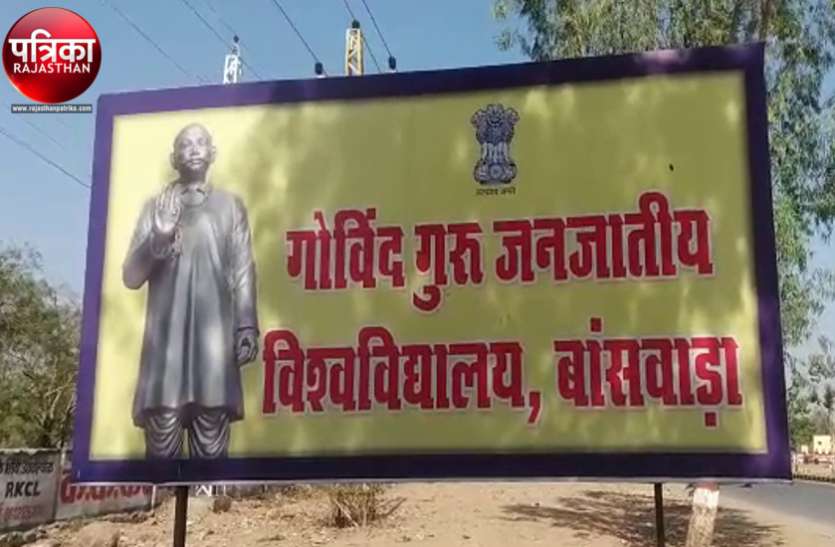 पत्रिका
RAJASTHAN
www.rajasthanpatrika.com
सत्यमेव जयते
गोविंद गुरु जनजातीय
विश्वविद्यालय, बांसवाड़ा
RKCL